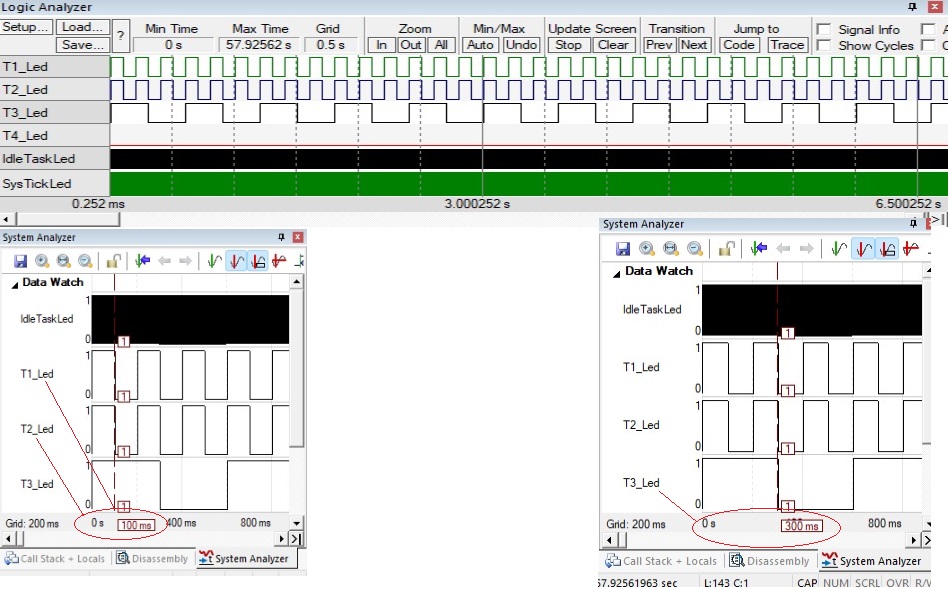 Logic Analyzer
Setup... Load... Save... ? Min Time Max Time Grid Zoom Min/Max Update Screen Transition Jump to Signal Info
0 s 57.92562 s 0.5 s In Out All Auto Undo Stop Clear Prev Next Code Trace Show Cycles
T1_Led
T2_Led
T3_Led
T4_Led
IdleTaskLed
SysTickLed
0.252 ms 3.000252 s 6.500252 s
System Analyzer
Data Watch
1
IdleTaskLed
0
1
1
T1_Led
0
1
1
T2_Led
0
1
1
T3_Led
0
1
Grid: 200 ms 0 s 100 ms 400 ms 800 ms
Call Stack + Locals Disassembly System Analyzer
System Analyzer
Data Watch
1
IdleTaskLed
0
1
1
T1_Led
0
1
1
T2_Led
0
1
1
T3_Led
0
1
Grid: 200 ms 0 s 300 ms 800 ms
Call Stack + Locals Disassembly System Analyzer
57.92561963 sec L:143 C:1 CAP NUM SCRL OVR